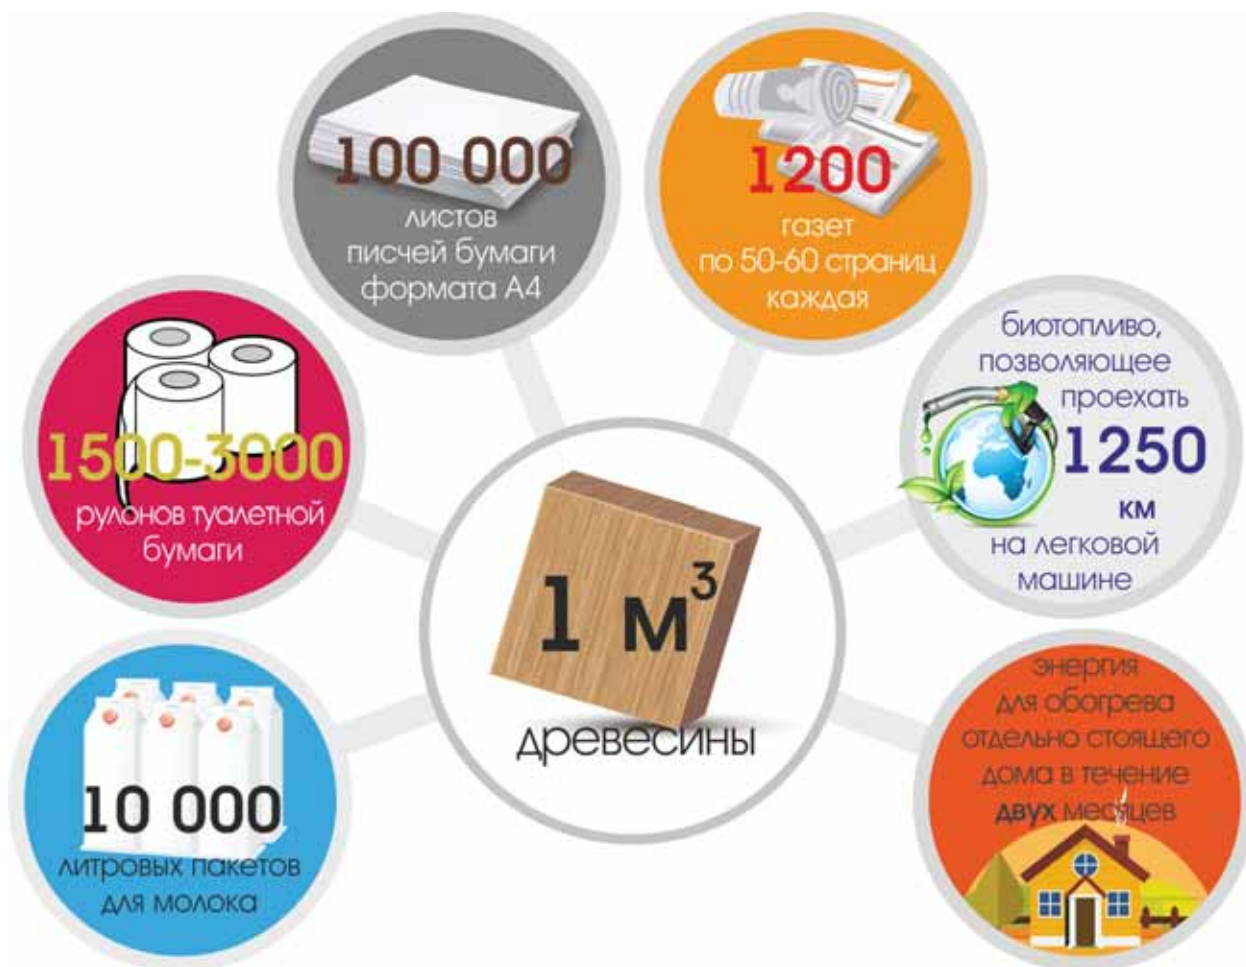 100 000
листов
писчей бумаги
формата А4
1200
газет
по 50-60 страниц
каждая
1500-3000
рулонов туалетной
бумаги
биотопливо,
позволяющее
проехать
1250
км
на легковой
машине
1 м³
древесины
10 000
литровых пакетов
для молока
энергия
для обогрева
отдельно стоящего
дома в течение
двух месяцев